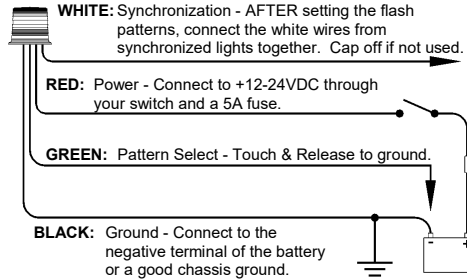 WHITE: Synchronization - AFTER setting the flash
patterns, connect the white wires from
synchronized lights together.  Cap off if not used.
RED:  Power - Connect to +12-24VDC through
your switch and a 5A fuse.
GREEN:  Pattern Select - Touch & Release to ground.
BLACK:  Ground - Connect to the
negative terminal of the battery
or a good chassis ground.
- +